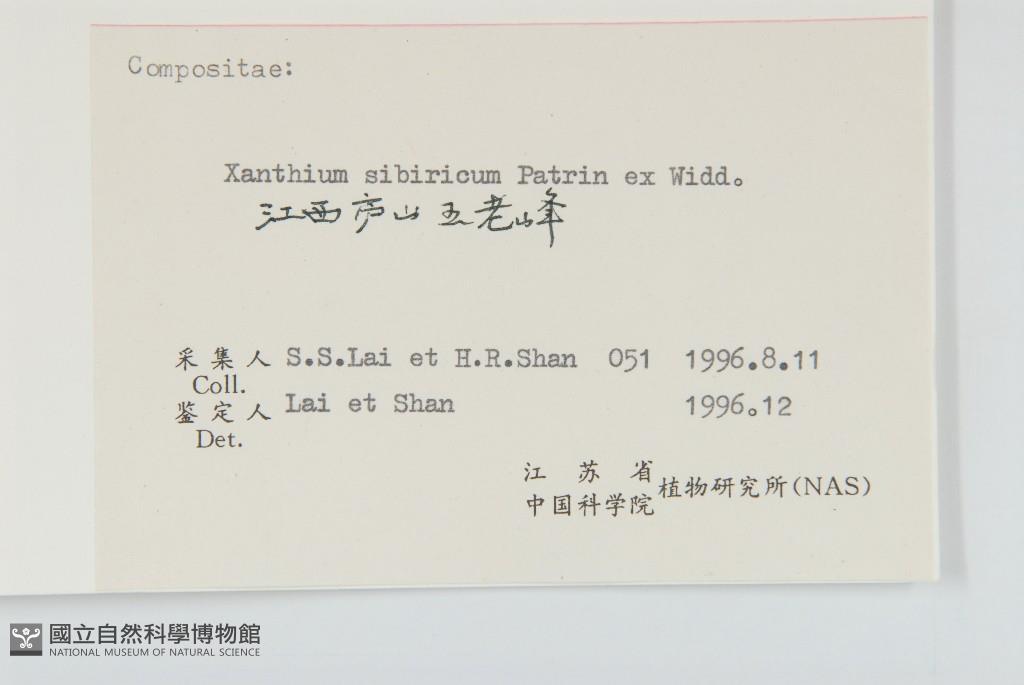 Compositae:
Xanthium sibiricum Patrin ex Widd.
江西庐山五老峰
采集人 S.S.Lai et H.R.Shan 051 1996.8.11
Coll.
鉴定人 Lai et Shan 1996.12
Det.
江苏省
中国科学院 植物研究所(NAS)
國立自然科學博物館
NATIONAL MUSEUM OF NATURAL SCIENCE